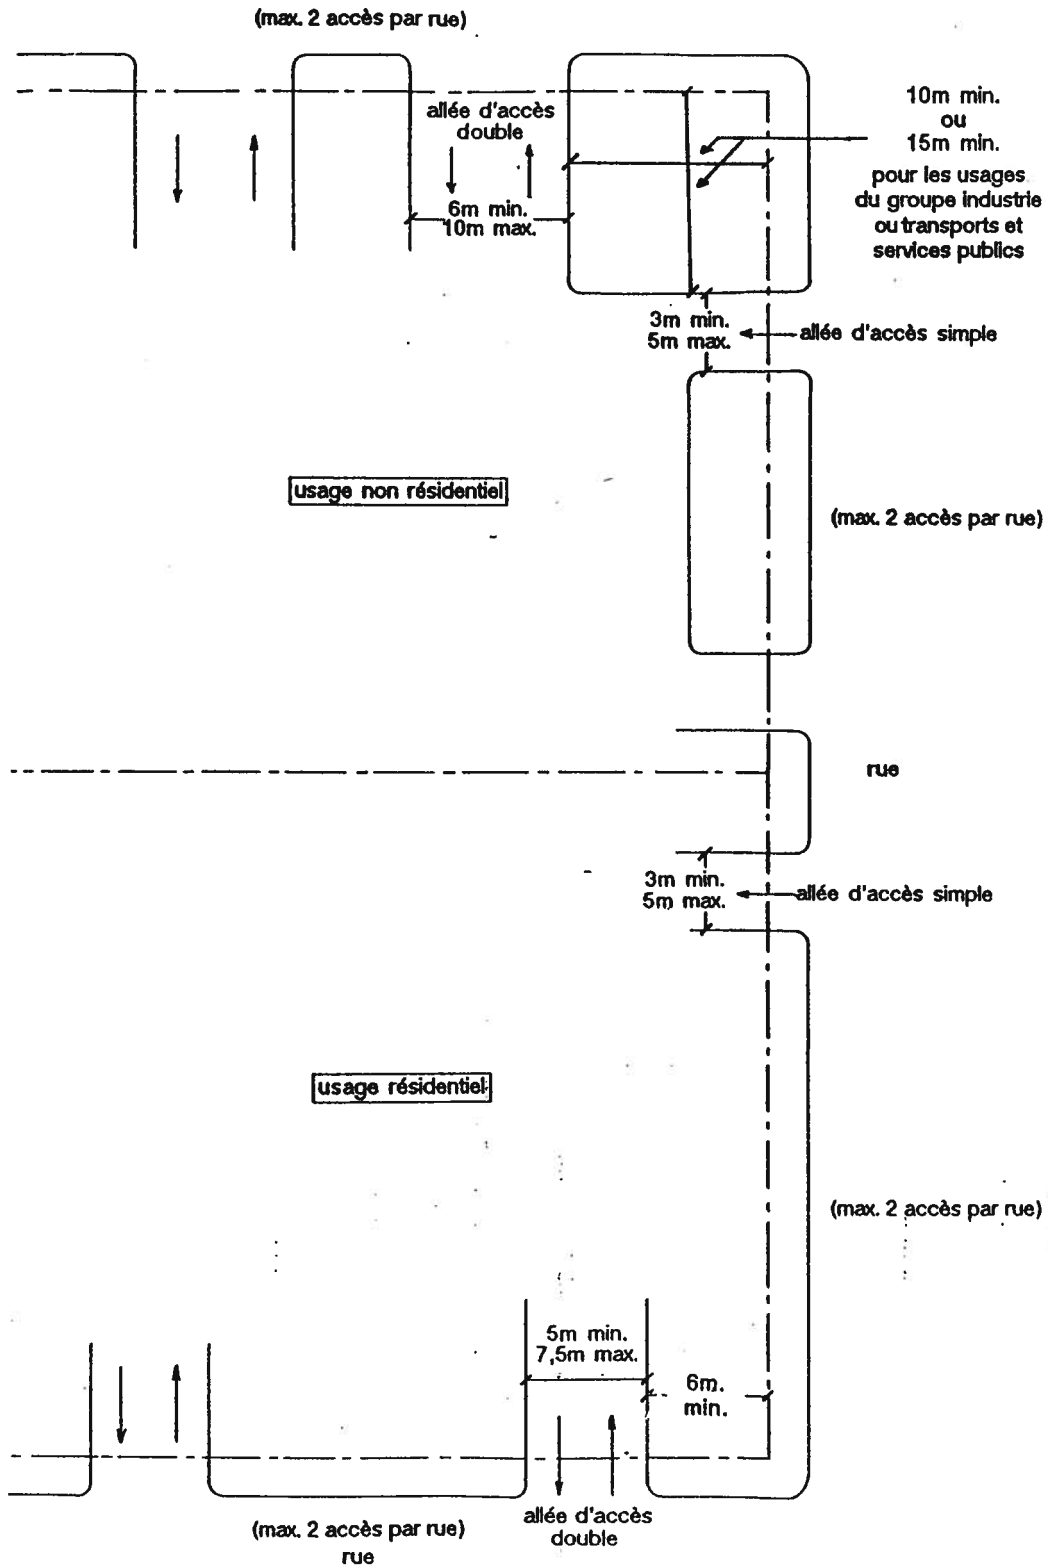 (max. 2 accès par rue)
allée d'accès
double
6m min.
10m max.
10m min.
ou
15m min.
pour les usages
du groupe industrie
ou transports et
services publics
3m min.
5m max.
allée d'accès simple
usage non résidentiel
(max. 2 accès par rue)
rue
3m min.
5m max.
allée d'accès simple
usage résidentiel
(max. 2 accès par rue)
5m min.
7,5m max.
6m.
min.
allée d'accès
double
(max. 2 accès par rue)
rue